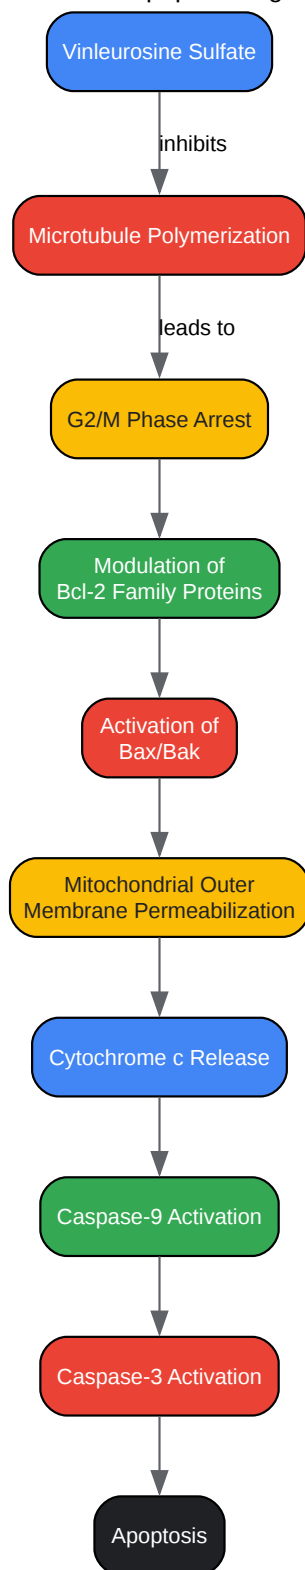 Vinleurosine Sulfate
inhibits
Microtubule Polymerization
leads to
G2/M Phase Arrest
Modulation of
Bcl-2 Family Proteins
Activation of
Bax/Bak
Mitochondrial Outer
Membrane Permeabilization
Cytochrome c Release
Caspase-9 Activation
Caspase-3 Activation
Apoptosis